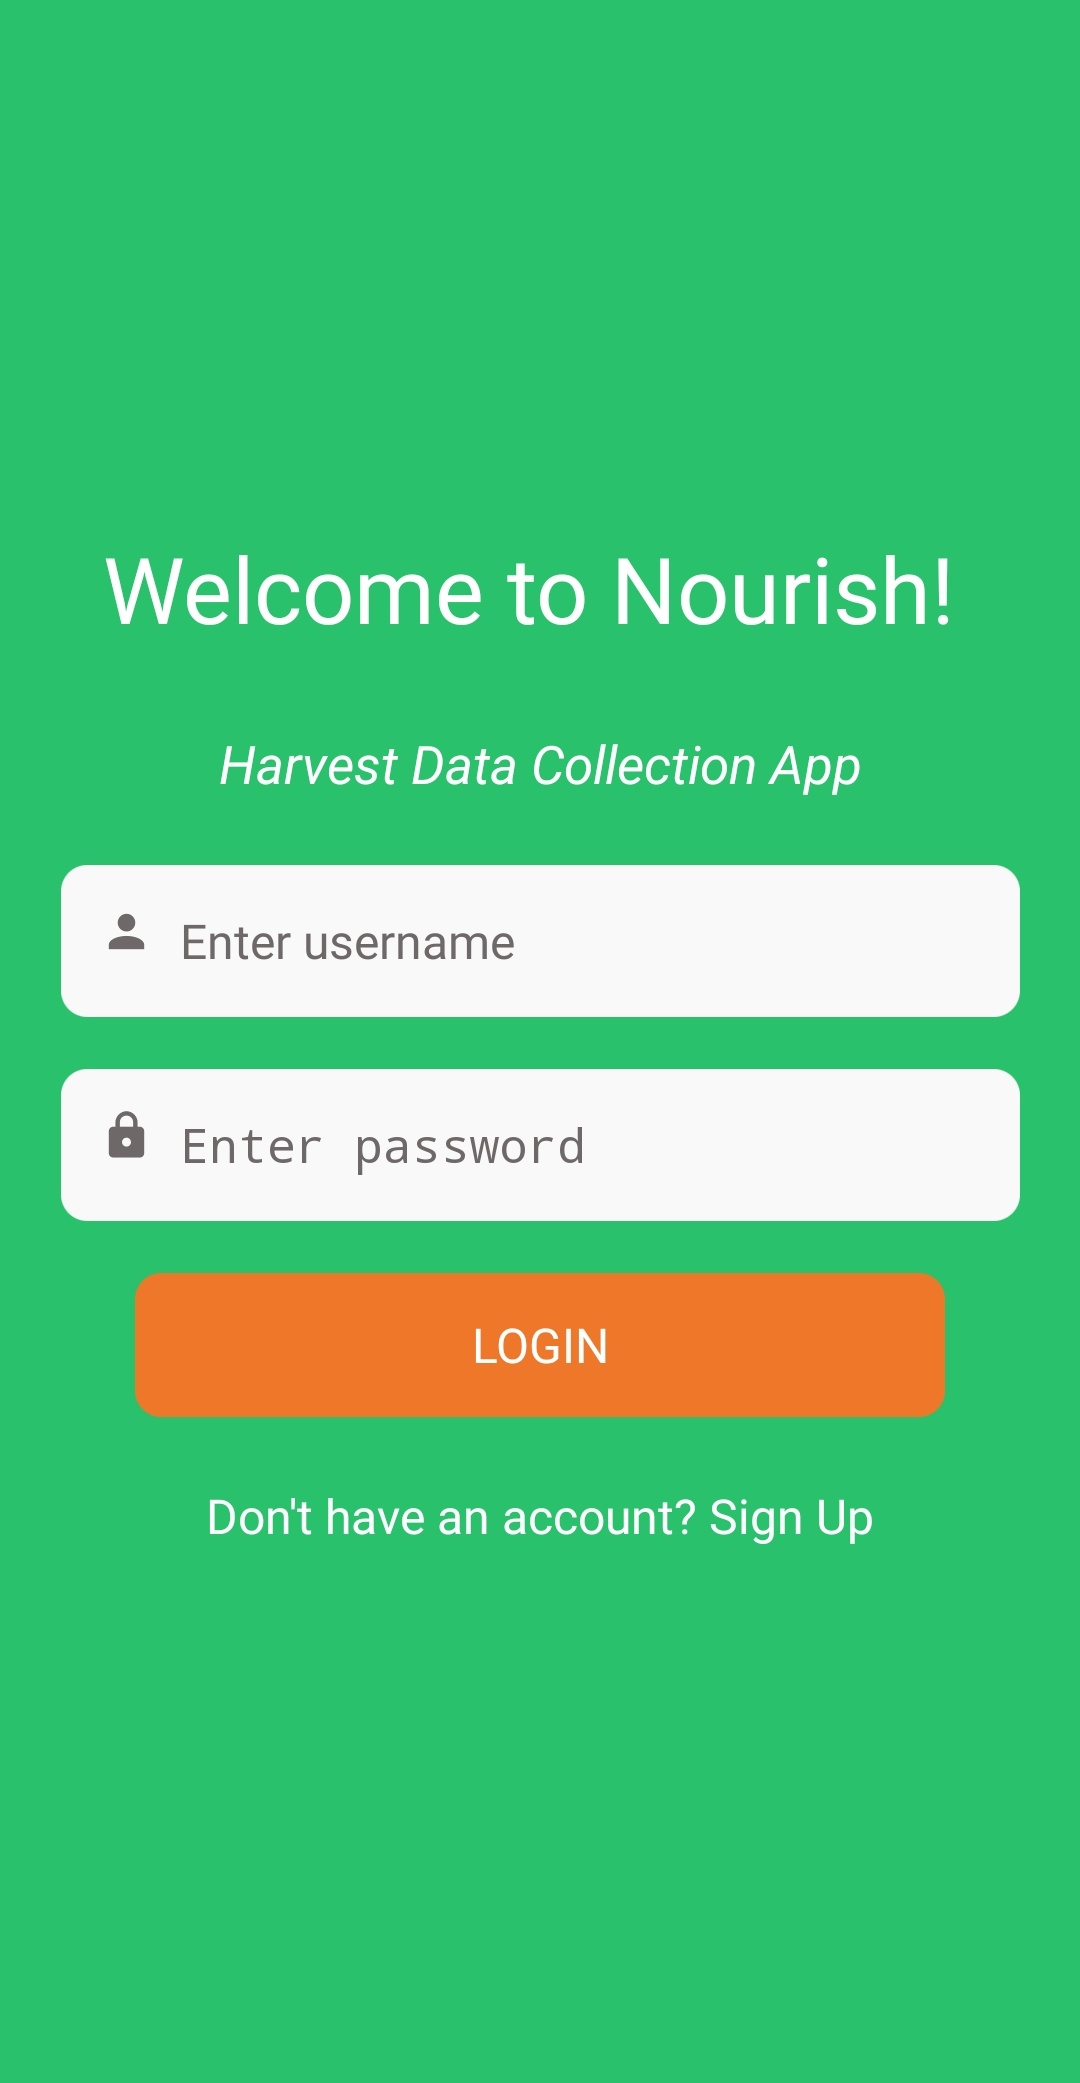 Welcome to Nourish!
Harvest Data Collection App
Enter username
Enter password
LOGIN
Don't have an account? Sign Up